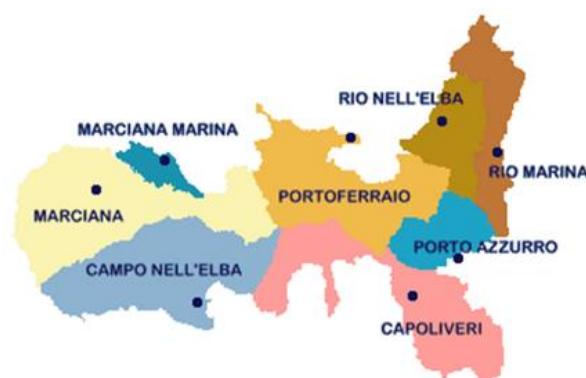 RIO NELL'ELBA
MARCIANA MARINA
RIO MARINA
PORTOFERRAIO
MARCIANA
PORTO AZZURRO
CAMPO NELL'ELBA
CAPOLIVERI